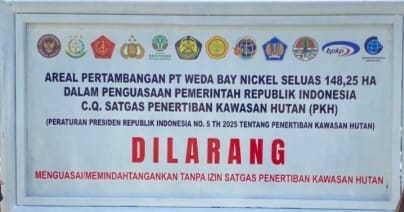 AREAL PERTAMBANGAN PT WEDA BAY NICKEL SELUAS 148,25 HA
DALAM PENGUASAAN PEMERINTAH REPUBLIK INDONESIA
C.Q. SATGAS PENERTIBAN KAWASAN HUTAN (PKH)
(PERATURAN PRESIDEN REPUBLIK INDONESIA NO. 5 TH 2025 TENTANG PENERTIBAN KAWASAN HUTAN)
DILARANG
MENGUASAI/MEMINDAHTANGANKAN TANPA IZIN SATGAS PENERTIBAN KAWASAN HUTAN